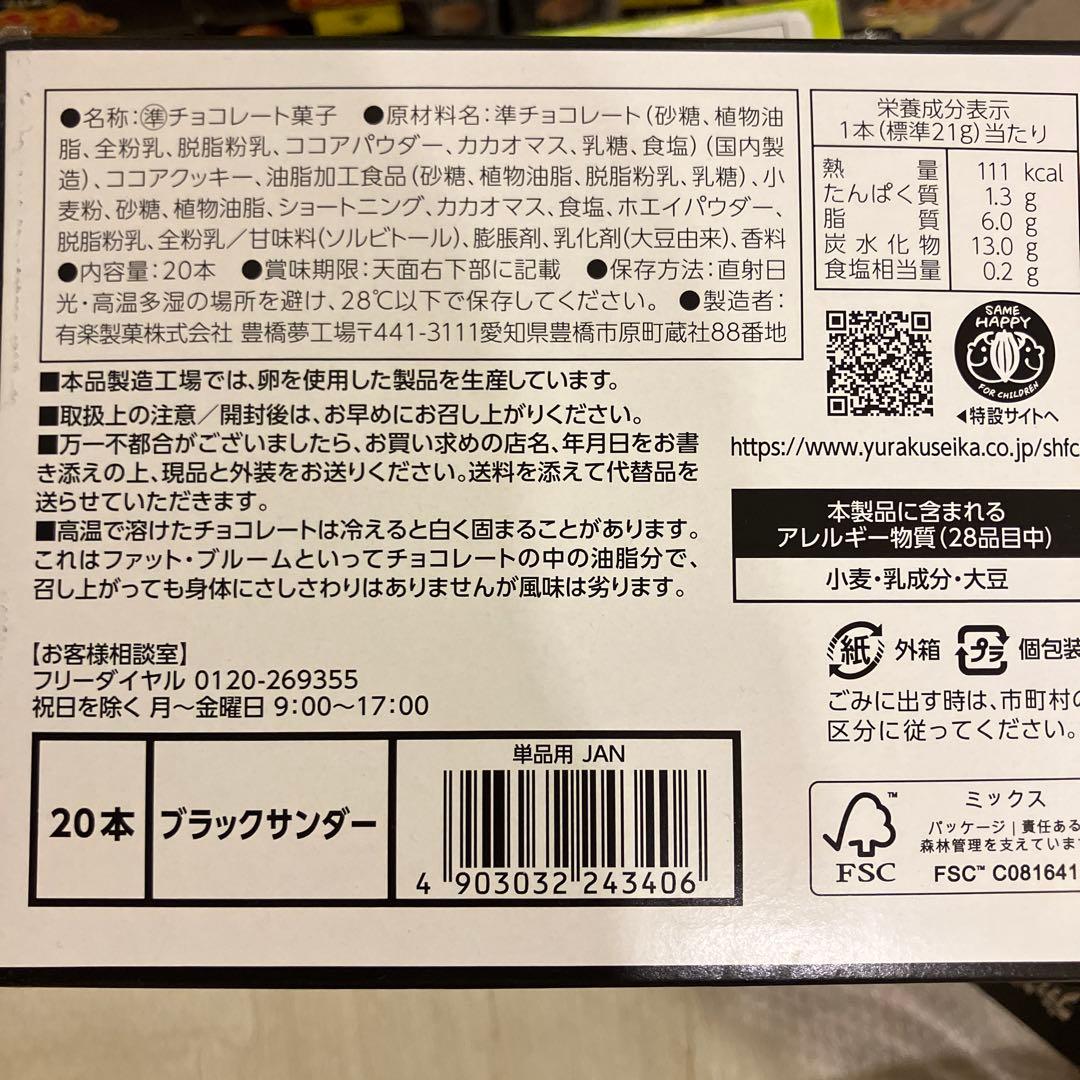 ●名称:㊜チョコレート菓子 ●原材料名:準チョコレート(砂糖、植物油
脂、全粉乳、脱脂粉乳、ココアパウダー、カカオマス、乳糖、食塩)(国内製
造)、ココアクッキー、油脂加工食品(砂糖、植物油脂、脱脂粉乳、乳糖)、小
麦粉、砂糖、植物油脂、ショートニング、カカオマス、食塩、ホエイパウダー、
脱脂粉乳、全粉乳/甘味料(ソルビトール)、膨脹剤、乳化剤(大豆由来)、香料
●内容量:20本 ●賞味期限:天面右下部に記載 ●保存方法:直射日
光・高温多湿の場所を避け、28℃以下で保存してください。 ●製造者:
有楽製菓株式会社 豊橋夢工場〒441-3111愛知県豊橋市原町蔵社88番地
栄養成分表示
1本(標準21g)当たり
熱量 111 kcal
たんぱく質 1.3 g
脂質 6.0 g
炭水化物 13.0 g
食塩相当量 0.2 g
SAME HAPPY
FOR CHILDREN
◀特設サイトへ
https://www.yurakuseika.co.jp/shfc
■本品製造工場では、卵を使用した製品を生産しています。
■取扱上の注意/開封後は、お早めにお召し上がりください。
■万一不都合がございましたら、お買い求めの店名、年月日をお書
き添えの上、現品と外装をお送りください。送料を添えて代替品を
送らせていただきます。
■高温で溶けたチョコレートは冷えると白く固まることがあります。
これはファット・ブルームといってチョコレートの中の油脂分で、
召し上がっても身体にさしさわりはありませんが風味は劣ります。
本製品に含まれる
アレルギー物質(28品目中)
小麦・乳成分・大豆
【お客様相談室】
フリーダイヤル 0120-269355
祝日を除く 月〜金曜日 9:00〜17:00
紙 外箱 プラ 個包装
ごみに出す時は、市町村の
区分に従ってください。
20本 ブラックサンダー
単品用 JAN
4 903032 243406
FSC
ミックス
パッケージ | 責任ある
森林管理を支えています
FSC™ C081641